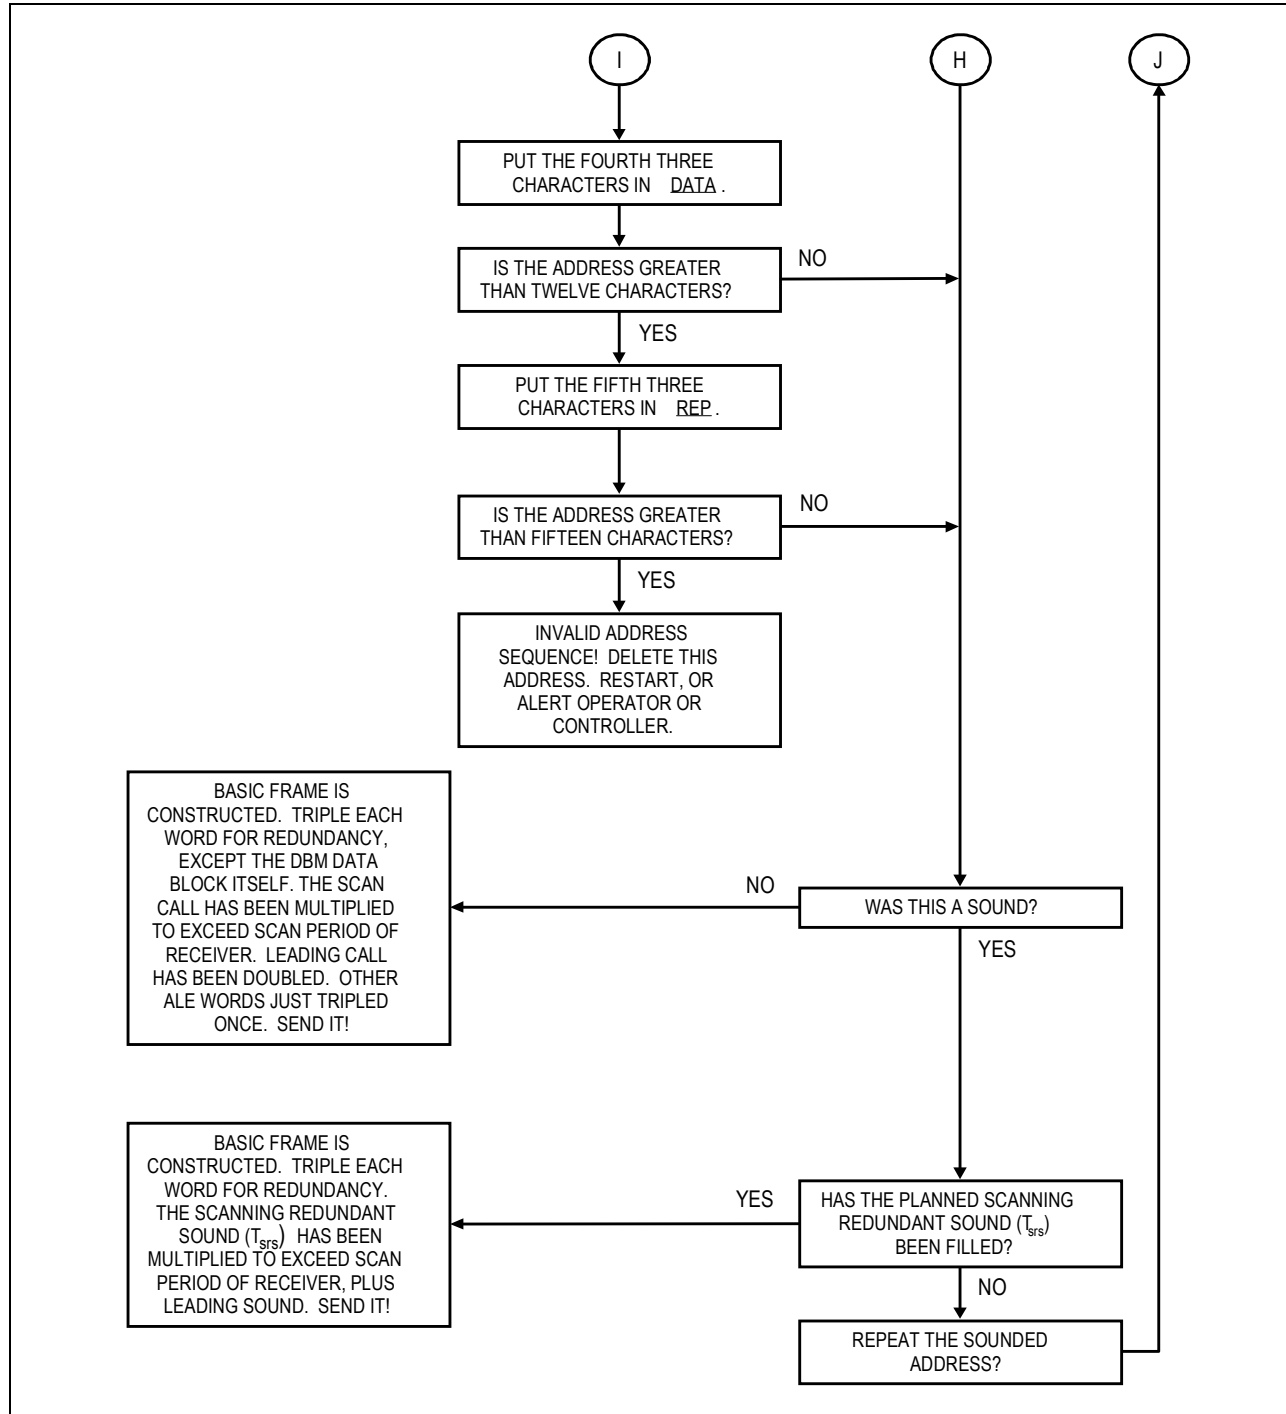 I
H
J
PUT THE FOURTH THREE
CHARACTERS IN DATA .
IS THE ADDRESS GREATER
THAN TWELVE CHARACTERS?
NO
YES
PUT THE FIFTH THREE
CHARACTERS IN REP .
IS THE ADDRESS GREATER
THAN FIFTEEN CHARACTERS?
NO
YES
INVALID ADDRESS
SEQUENCE! DELETE THIS
ADDRESS. RESTART, OR
ALERT OPERATOR OR
CONTROLLER.
BASIC FRAME IS
CONSTRUCTED. TRIPLE EACH
WORD FOR REDUNDANCY,
EXCEPT THE DBM DATA
BLOCK ITSELF. THE SCAN
CALL HAS BEEN MULTIPLIED
TO EXCEED SCAN PERIOD OF
RECEIVER. LEADING CALL
HAS BEEN DOUBLED. OTHER
ALE WORDS JUST TRIPLED
ONCE. SEND IT!
NO
WAS THIS A SOUND?
YES
BASIC FRAME IS
CONSTRUCTED. TRIPLE EACH
WORD FOR REDUNDANCY.
THE SCANNING REDUNDANT
SOUND (Tsrs) HAS BEEN
MULTIPLIED TO EXCEED SCAN
PERIOD OF RECEIVER, PLUS
LEADING SOUND. SEND IT!
YES
HAS THE PLANNED SCANNING
REDUNDANT SOUND (Tsrs)
BEEN FILLED?
NO
REPEAT THE SOUNDED
ADDRESS?